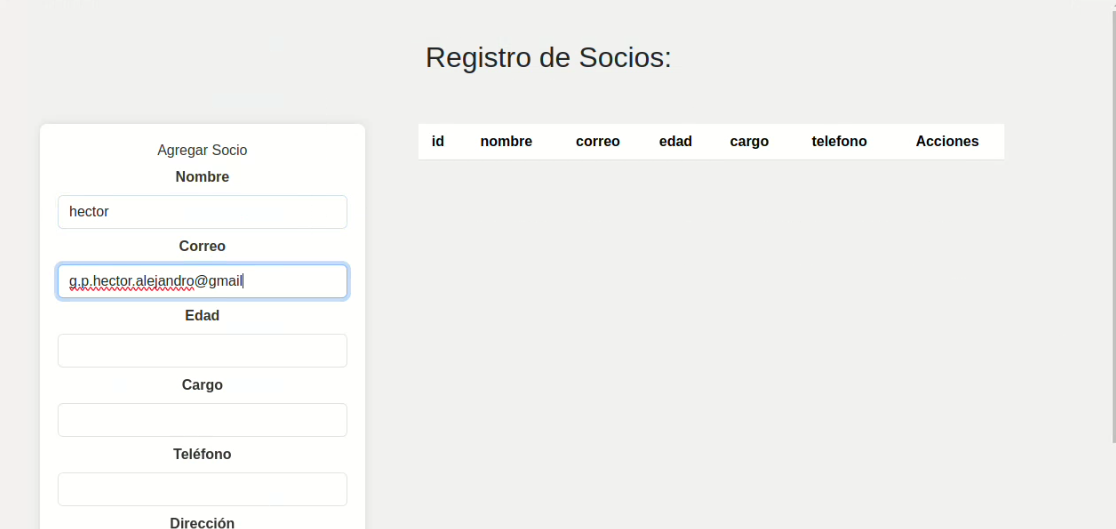 Registro de Socios:
Agregar Socio
Nombre
hector
Correo
g.p.hector.alejandro@gmail
Edad
Cargo
Teléfono
Dirección
id nombre correo edad cargo telefono Acciones